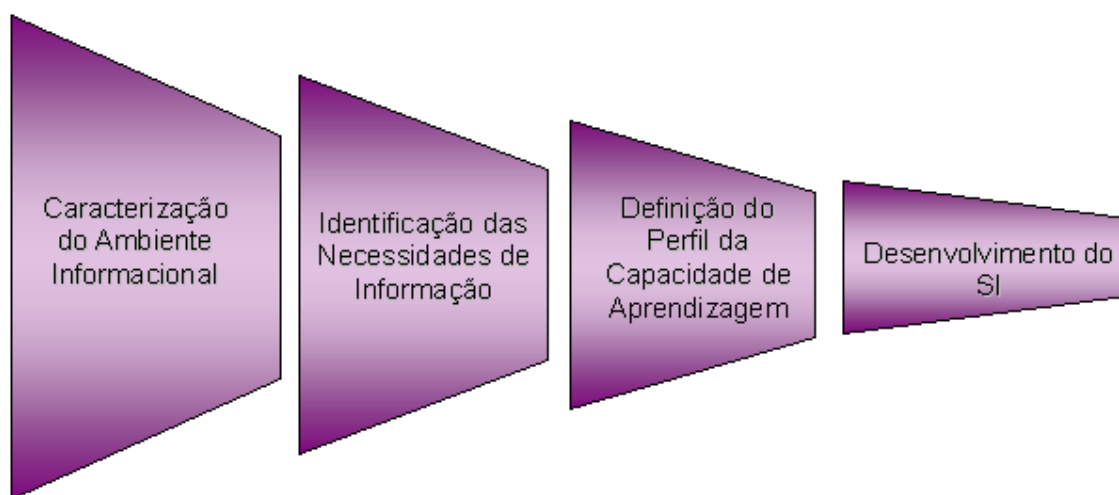 Caracterização
do Ambiente
Informacional
Identificação das
Necessidades de
Informação
Definição do
Perfil da
Capacidade de
Aprendizagem
Desenvolvimento do
SI